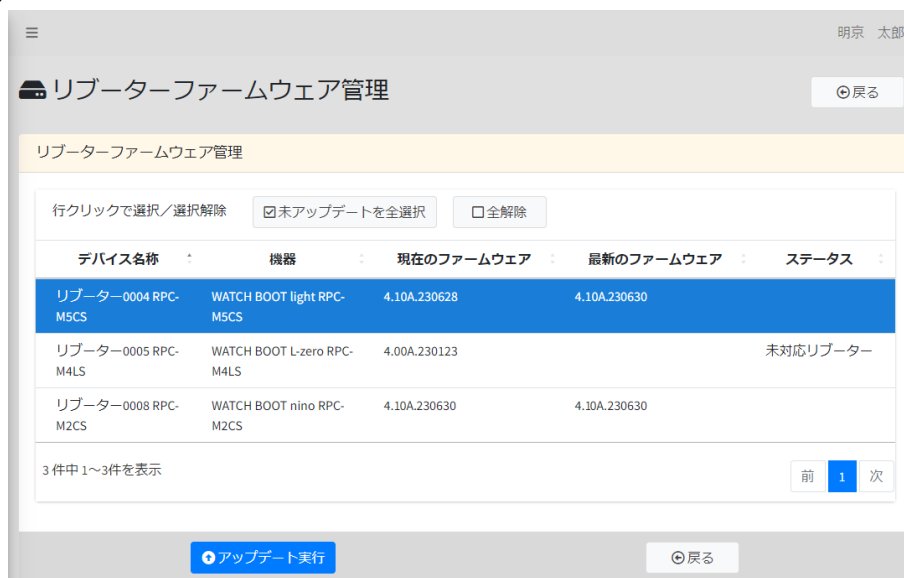 明京 太郎
リブーターファームウェア管理
戻る
リブーターファームウェア管理
行クリックで選択／選択解除 未アップデートを全選択 全解除
デバイス名称 機器 現在のファームウェア 最新のファームウェア ステータス
リブーター0004 RPC- WATCH BOOT light RPC- 4.10A.230628 4.10A.230630
M5CS M5CS
リブーター0005 RPC- WATCH BOOT L-zero RPC- 4.00A.230123 未対応リブーター
M4LS M4LS
リブーター0008 RPC- WATCH BOOT nino RPC- 4.10A.230630 4.10A.230630
M2CS M2CS
3 件中 1～3件を表示
前 1 次
アップデート実行 戻る